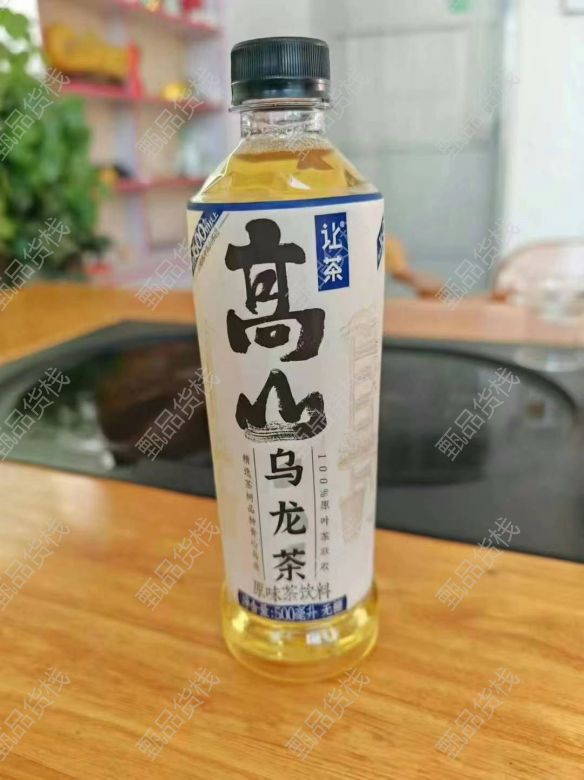 让茶
高山
乌龙茶
100%原叶茶萃取
原味茶饮料
净含量:500毫升 无糖
甄品货栈